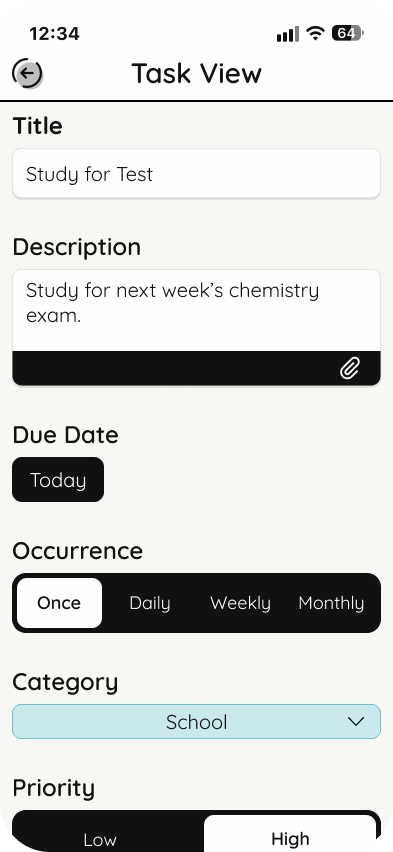 12:34
64
Task View
Title
Study for Test
Description
Study for next week’s chemistry
exam.
Due Date
Today
Occurrence
Once Daily Weekly Monthly
Category
School
Priority
Low High